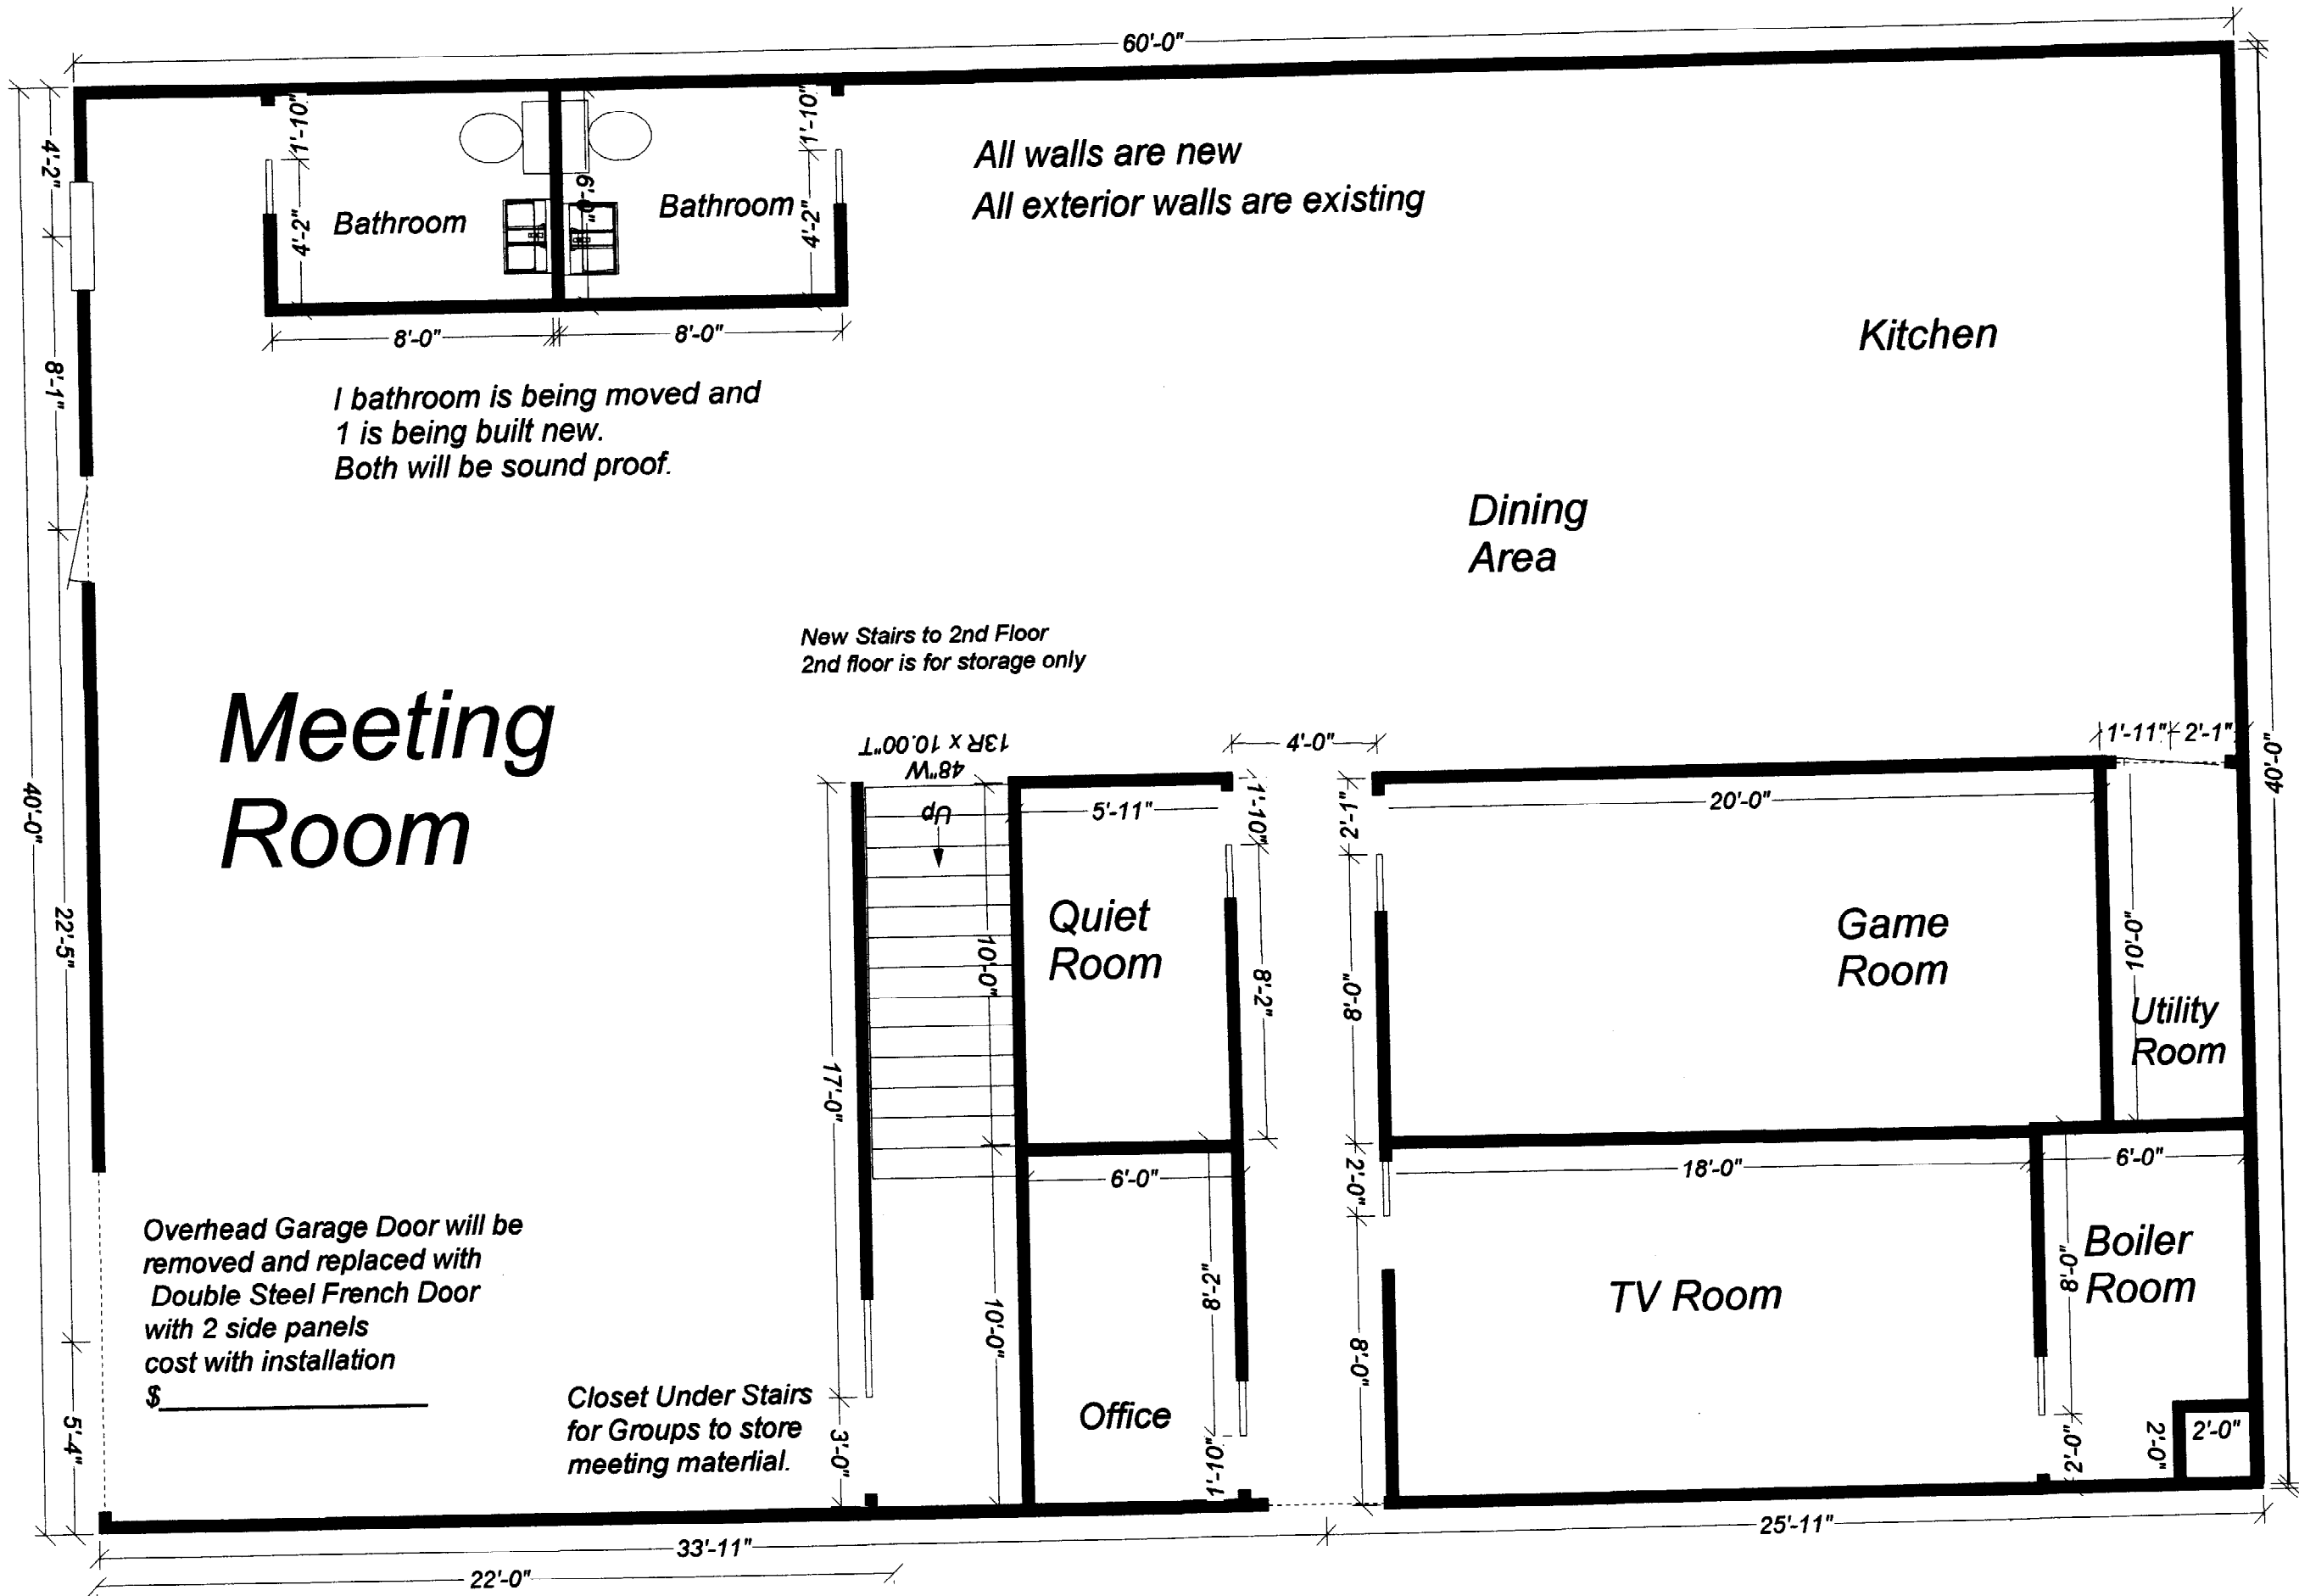 60'-0"
1'-10"
1'-10"
4'-2"
All walls are new
All exterior walls are existing
6'-0"
Bathroom
Bathroom
4'-2"
4'-2"
8'-0"
8'-0"
Kitchen
8'-1"
I bathroom is being moved and
1 is being built new.
Both will be sound proof.
Dining
Area
New Stairs to 2nd Floor
2nd floor is for storage only
Meeting
Room
13R x 10.00"T
48"W
Up
4'-0"
1'-11"
2'-1"
40'-0"
40'-0"
5'-11"
1'-10"
2'-1"
20'-0"
22'-5"
Quiet
Room
10'-0"
8'-2"
8'-0"
Game
Room
10'-0"
Utility
Room
17'-0"
6'-0"
2'-0"
18'-0"
6'-0"
Overhead Garage Door will be
removed and replaced with
Double Steel French Door
with 2 side panels
cost with installation
$
10'-0"
8'-2"
8'-0"
TV Room
8'-0"
Boiler
Room
Closet Under Stairs
for Groups to store
meeting material.
5'-4"
3'-0"
Office
1'-10"
2'-0"
2'-0"
2'-0"
33'-11"
25'-11"
22'-0"